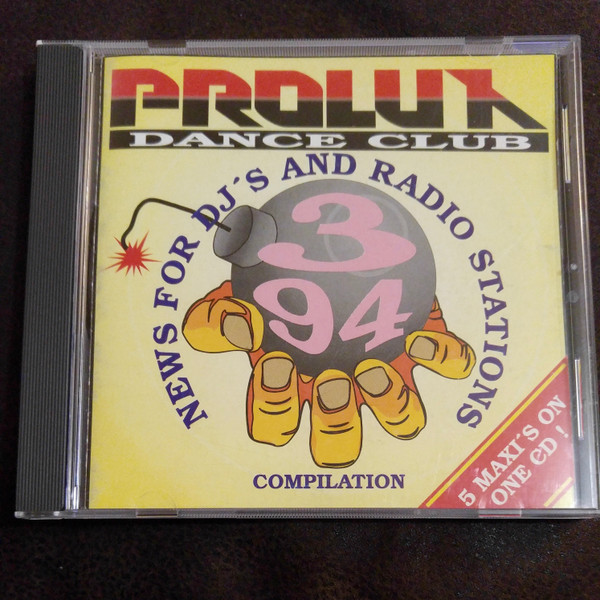 PROLUX
DANCE CLUB
NEWS FOR DJ´S AND RADIO STATIONS
3
94
COMPILATION
5 MAXI'S ON
ONE CD !